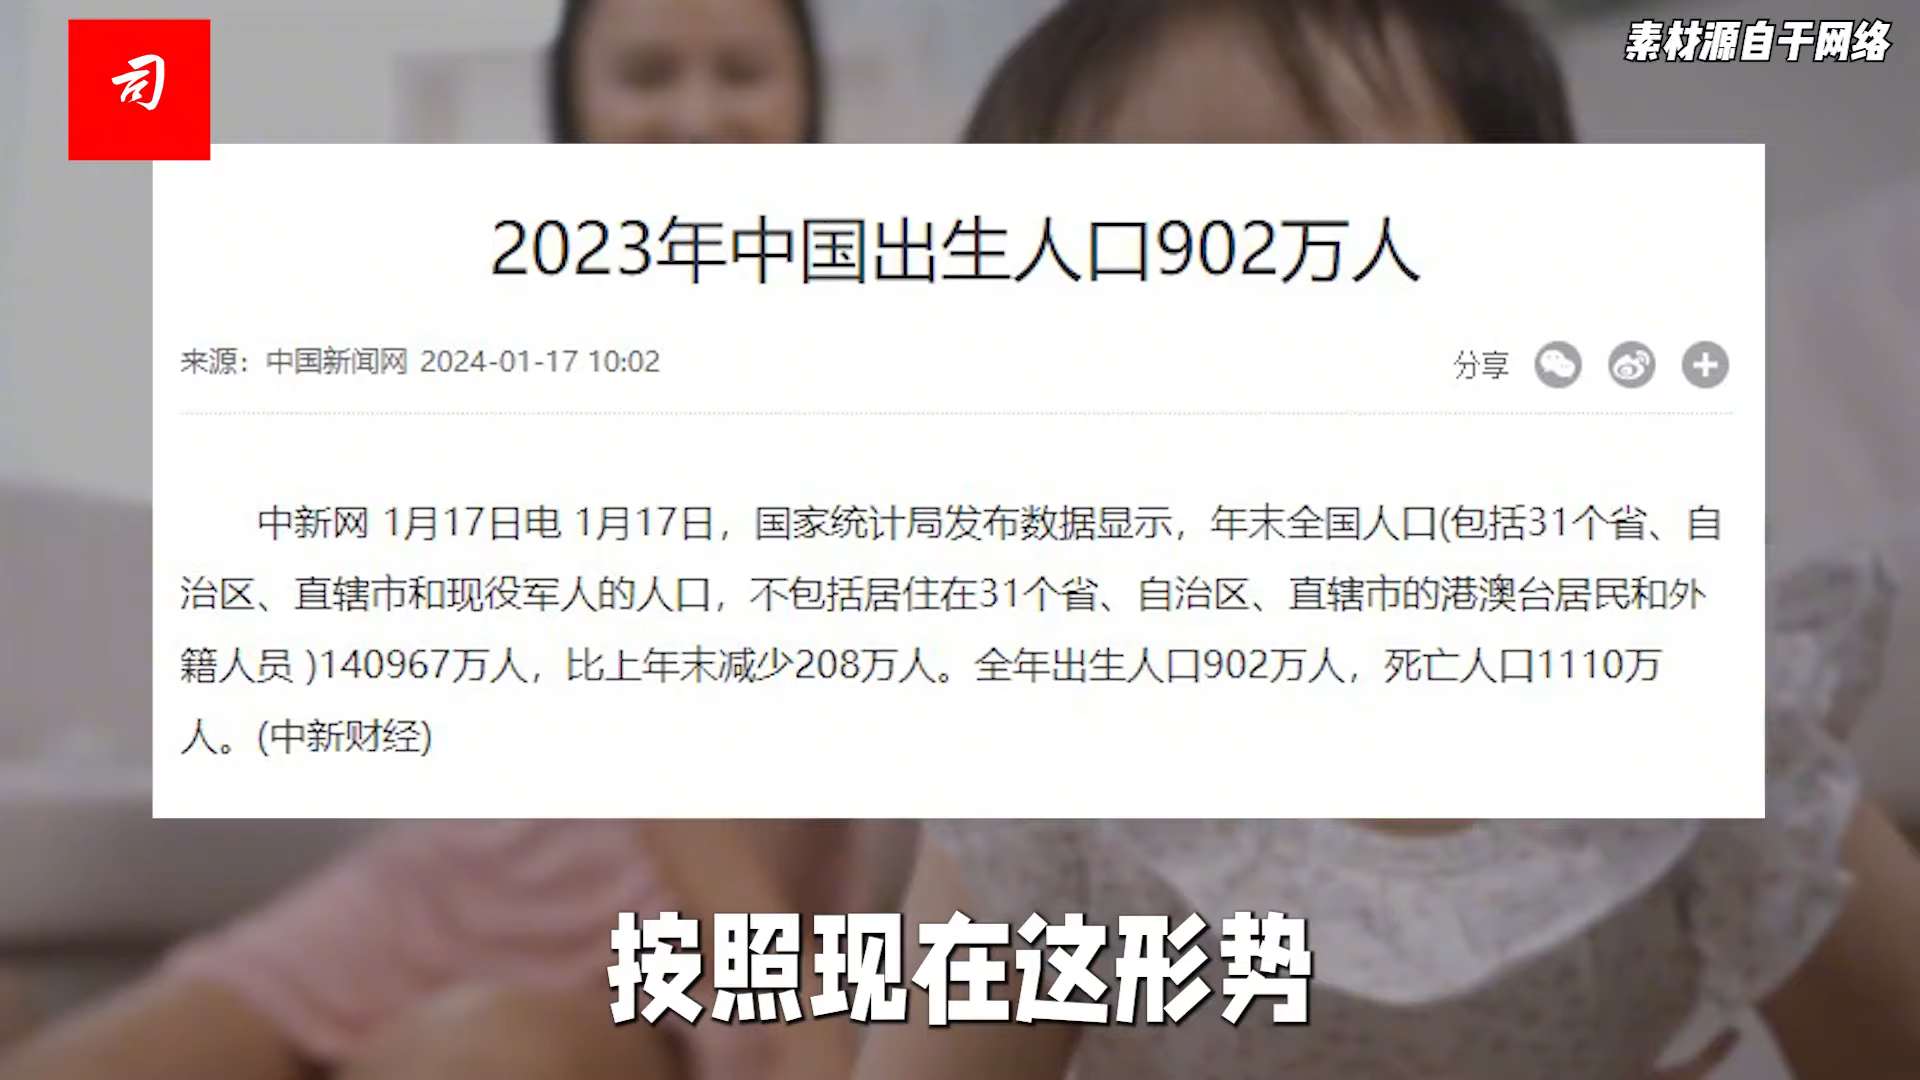 司
素材源自于网络
2023年中国出生人口902万人
来源：中国新闻网 2024-01-17 10:02
分享
中新网 1月17日电 1月17日，国家统计局发布数据显示，年末全国人口(包括31个省、自
治区、直辖市和现役军人的人口，不包括居住在31个省、自治区、直辖市的港澳台居民和外
籍人员 )140967万人，比上年末减少208万人。全年出生人口902万人，死亡人口1110万
人。(中新财经)
按照现在这形势